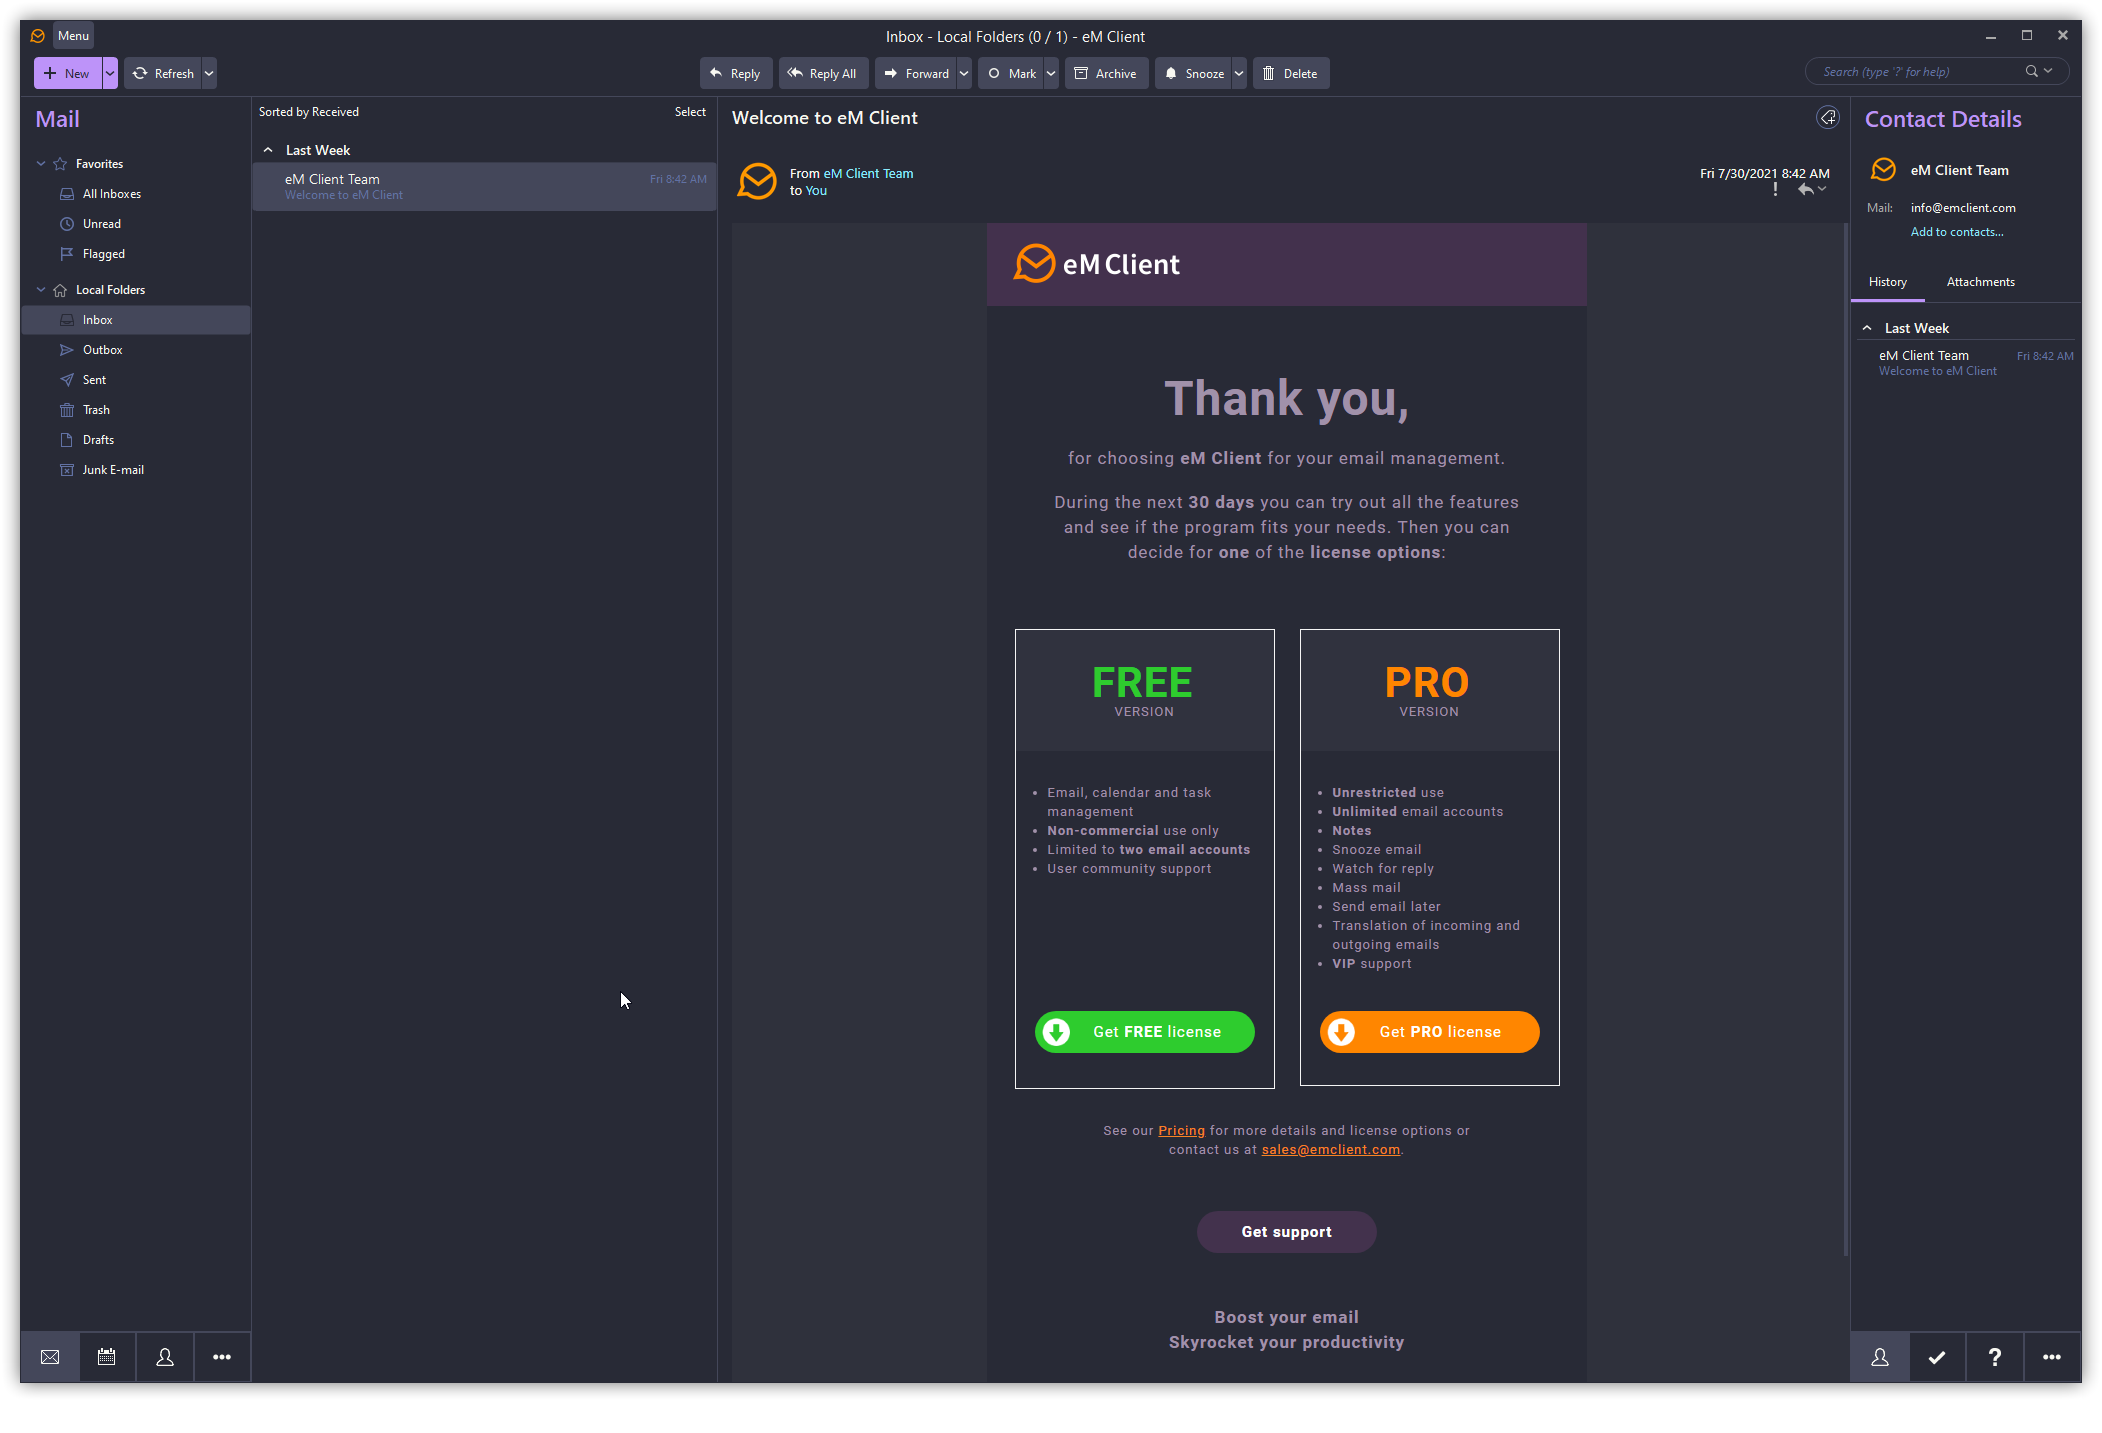 Menu
Inbox - Local Folders (0 / 1) - eM Client
New
Refresh
Reply
Reply All
Forward
Mark
Archive
Snooze
Delete
Search (type '?' for help)
Mail
Favorites
All Inboxes
Unread
Flagged
Local Folders
Inbox
Outbox
Sent
Trash
Drafts
Junk E-mail
Sorted by Received
Select
Last Week
eM Client Team
Fri 8:42 AM
Welcome to eM Client
Welcome to eM Client
From eM Client Team
to You
Fri 7/30/2021 8:42 AM
eM Client
Thank you,
for choosing eM Client for your email management.
During the next 30 days you can try out all the features
and see if the program fits your needs. Then you can
decide for one of the license options:
FREE
VERSION
• Email, calendar and task
management
• Non-commercial use only
• Limited to two email accounts
• User community support
Get FREE license
PRO
VERSION
• Unrestricted use
• Unlimited email accounts
• Notes
• Snooze email
• Watch for reply
• Mass mail
• Send email later
• Translation of incoming and
outgoing emails
• VIP support
Get PRO license
See our Pricing for more details and license options or
contact us at sales@emclient.com.
Get support
Boost your email
Skyrocket your productivity
Contact Details
eM Client Team
Mail: info@emclient.com
Add to contacts...
History
Attachments
Last Week
eM Client Team
Fri 8:42 AM
Welcome to eM Client